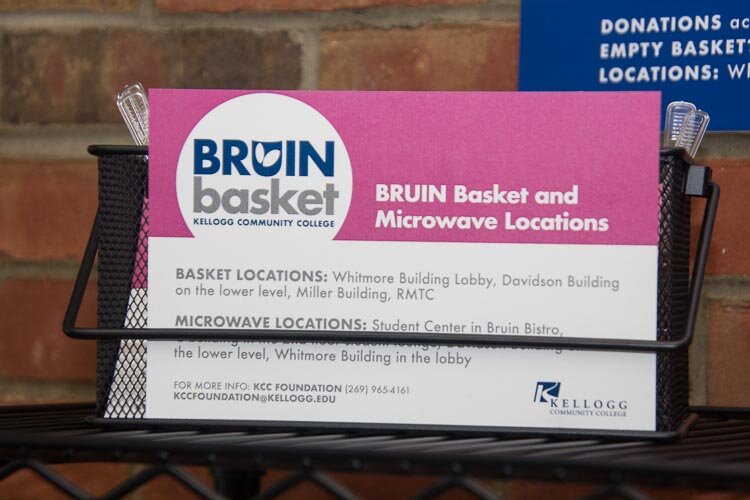 DONATIONS
EMPTY BASKET
LOCATIONS:
BRUIN
basket
KELLOGG COMMUNITY COLLEGE
BRUIN Basket and
Microwave Locations
BASKET LOCATIONS: Whitmore Building Lobby, Davidson Building
on the lower level, Miller Building, RMTC
MICROWAVE LOCATIONS: Student Center in Bruin Bistro,
the lower level, Whitmore Building in the lobby
FOR MORE INFO: KCC FOUNDATION (269) 965-4161
KCCFOUNDATION@KELLOGG.EDU
KELLOGG
COMMUNITY COLLEGE